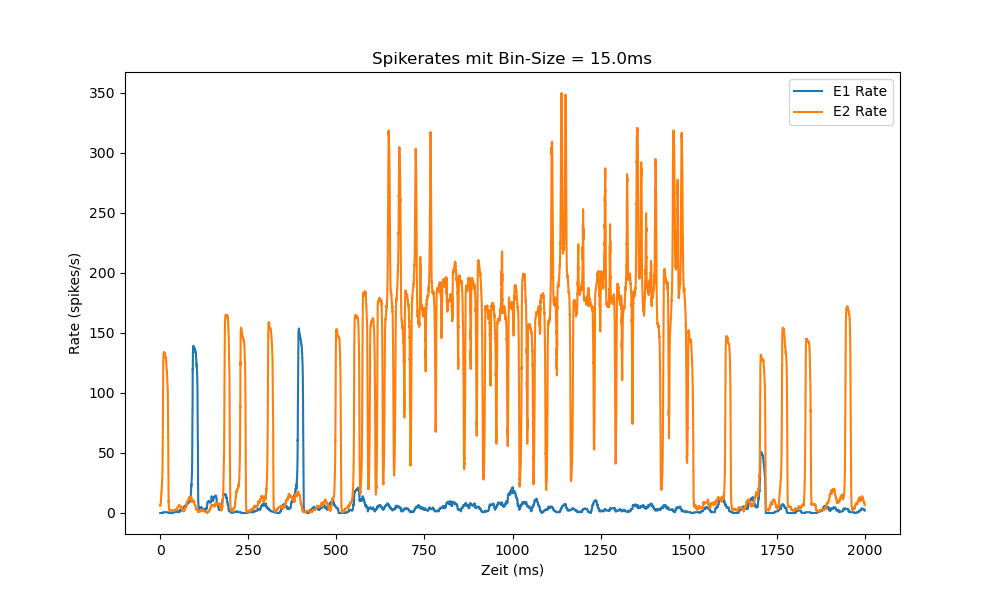 Spikerates mit Bin-Size = 15.0ms
E1 Rate
E2 Rate
350
300
250
200
150
100
50
0
Rate (spikes/s)
0 250 500 750 1000 1250 1500 1750 2000
Zeit (ms)